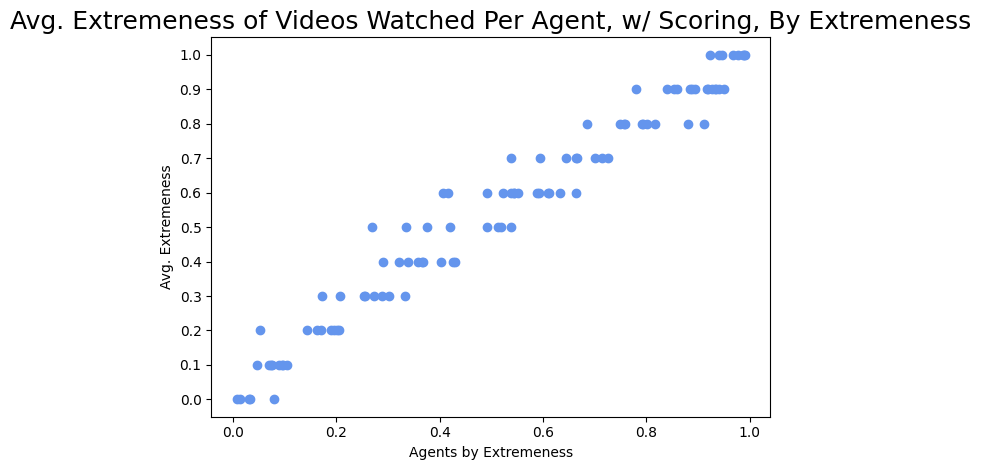 Avg. Extremeness of Videos Watched Per Agent, w/ Scoring, By Extremeness
Avg. Extremeness
1.0
0.9
0.8
0.7
0.6
0.5
0.4
0.3
0.2
0.1
0.0
0.0 0.2 0.4 0.6 0.8 1.0
Agents by Extremeness